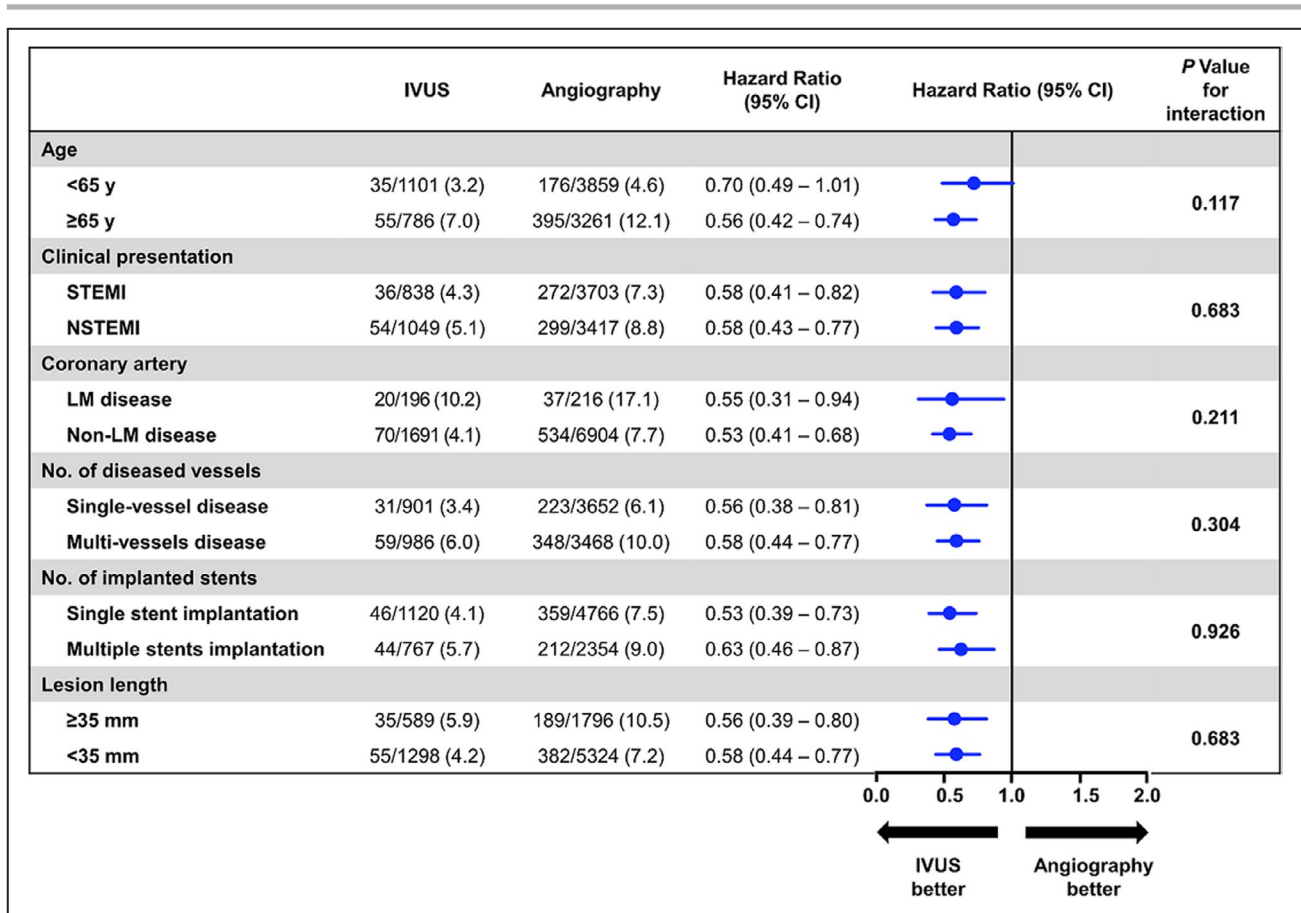 IVUS Angiography Hazard Ratio (95% CI) Hazard Ratio (95% CI) P Value for interaction
Age
<65 y 35/1101 (3.2) 176/3859 (4.6) 0.70 (0.49 – 1.01)
0.117
≥65 y 55/786 (7.0) 395/3261 (12.1) 0.56 (0.42 – 0.74)
Clinical presentation
STEMI 36/838 (4.3) 272/3703 (7.3) 0.58 (0.41 – 0.82)
0.683
NSTEMI 54/1049 (5.1) 299/3417 (8.8) 0.58 (0.43 – 0.77)
Coronary artery
LM disease 20/196 (10.2) 37/216 (17.1) 0.55 (0.31 – 0.94)
0.211
Non-LM disease 70/1691 (4.1) 534/6904 (7.7) 0.53 (0.41 – 0.68)
No. of diseased vessels
Single-vessel disease 31/901 (3.4) 223/3652 (6.1) 0.56 (0.38 – 0.81)
0.304
Multi-vessels disease 59/986 (6.0) 348/3468 (10.0) 0.58 (0.44 – 0.77)
No. of implanted stents
Single stent implantation 46/1120 (4.1) 359/4766 (7.5) 0.53 (0.39 – 0.73)
0.926
Multiple stents implantation 44/767 (5.7) 212/2354 (9.0) 0.63 (0.46 – 0.87)
Lesion length
≥35 mm 35/589 (5.9) 189/1796 (10.5) 0.56 (0.39 – 0.80)
0.683
<35 mm 55/1298 (4.2) 382/5324 (7.2) 0.58 (0.44 – 0.77)
0.0 0.5 1.0 1.5 2.0
IVUS better Angiography better